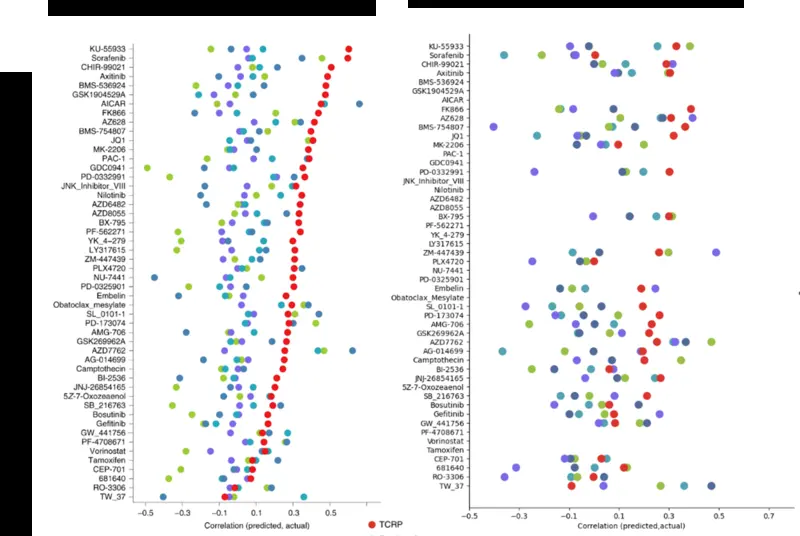 KU-55933
Sorafenib
CHIR-99021
Axitinib
BMS-536924
GSK1904529A
AICAR
FK866
AZ628
BMS-754807
JQ1
MK-2206
PAC-1
GDC0941
PD-0332991
JNK_Inhibitor_VIII
Nilotinib
AZD6482
AZD8055
BX-795
PF-562271
YK_4-279
LY317615
ZM-447439
PLX4720
NU-7441
PD-0325901
Embelin
Obatoclax_mesylate
SL_0101-1
PD-173074
AMG-706
GSK269962A
AZD7762
AG-014699
Camptothecin
BI-2536
JNJ-26854165
5Z-7-Oxozeaenol
SB_216763
Bosutinib
Gefitinib
GW_441756
PF-4708671
Vorinostat
Tamoxifen
CEP-701
681640
RO-3306
TW_37
−0.5 −0.3 −0.1 0.1 0.3 0.5
Correlation (predicted, actual)
TCRP
KU-55933
Sorafenib
CHIR-99021
Axitinib
BMS-536924
GSK1904529A
AICAR
FK866
AZ628
BMS-754807
JQ1
MK-2206
PAC-1
GDC0941
PD-0332991
JNK_Inhibitor_VIII
Nilotinib
AZD6482
AZD8055
BX-795
PF-562271
YK_4-279
LY317615
ZM-447439
PLX4720
NU-7441
PD-0325901
Embelin
Obatoclax_Mesylate
SL_0101-1
PD-173074
AMG-706
GSK269962A
AZD7762
AG-014699
Camptothecin
BI-2536
JNJ-26854165
5Z-7-Oxozeaenol
SB_216763
Bosutinib
Gefitinib
GW_441756
PF-4708671
Vorinostat
Tamoxifen
CEP-701
681640
RO-3306
TW_37
−0.5 −0.3 −0.1 0.1 0.3 0.5 0.7
Correlation (predicted,actual)